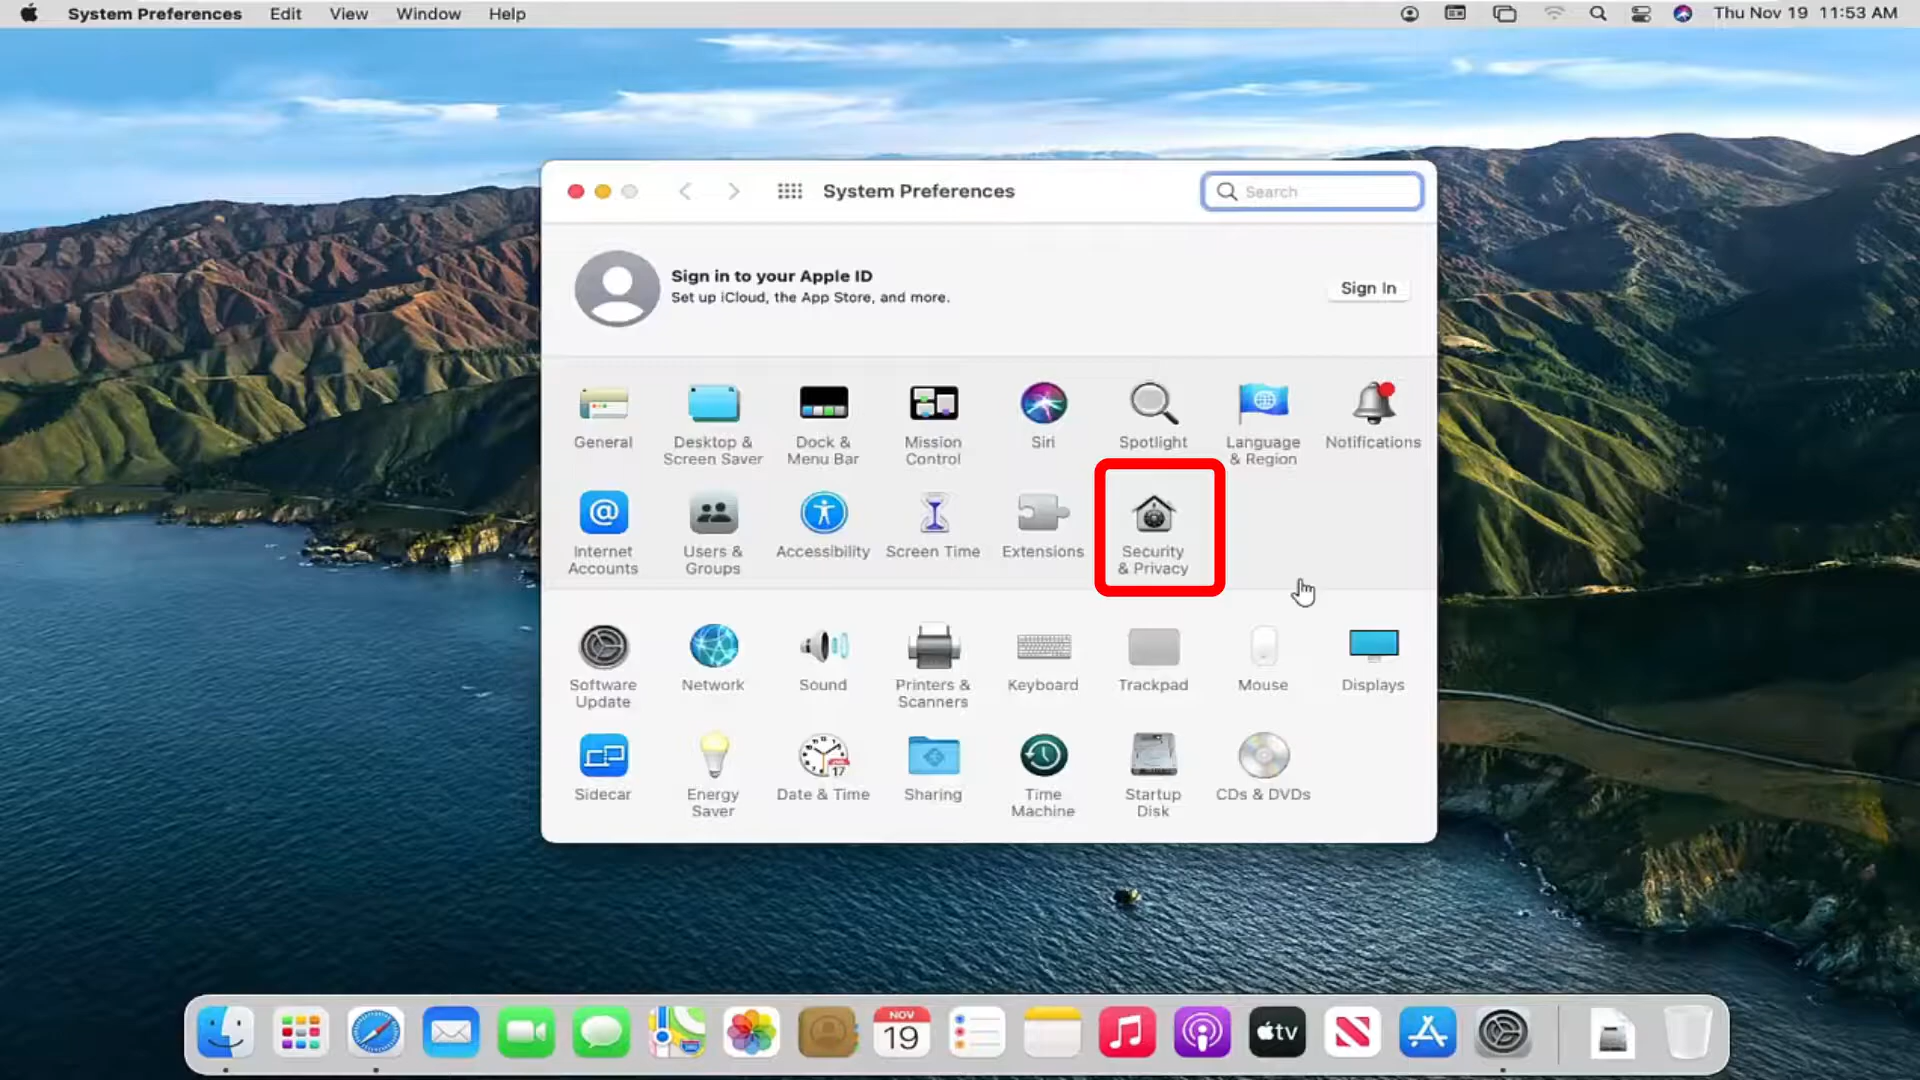 System Preferences Edit View Window Help Thu Nov 19 11:53 AM
System Preferences
Search
Sign in to your Apple ID
Set up iCloud, the App Store, and more.
Sign In
General
Desktop &
Screen Saver
Dock &
Menu Bar
Mission
Control
Siri
Spotlight
Language
& Region
Notifications
Internet
Accounts
Users &
Groups
Accessibility
Screen Time
Extensions
Security
& Privacy
Software
Update
Network
Sound
Printers &
Scanners
Keyboard
Trackpad
Mouse
Displays
Sidecar
Energy
Saver
17
Date & Time
Sharing
Time
Machine
Startup
Disk
CDs & DVDs
NOV
19
tv